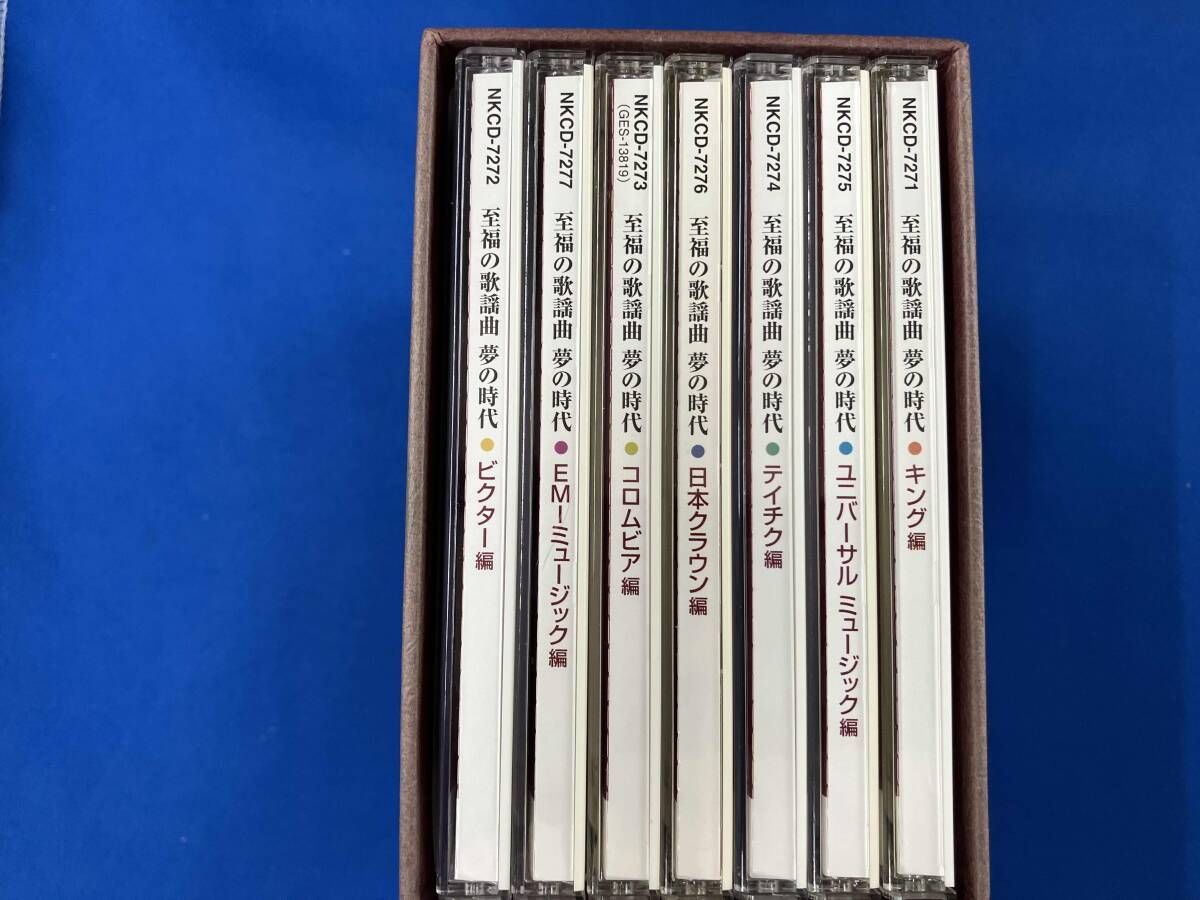 NKCD-7272 至福の歌謡曲 夢の時代 ● ビクター編
NKCD-7277 至福の歌謡曲 夢の時代 ● EMIミュージック編
NKCD-7273 至福の歌謡曲 夢の時代 ● コロムビア編
(GES-13819)
NKCD-7276 至福の歌謡曲 夢の時代 ● 日本クラウン編
NKCD-7274 至福の歌謡曲 夢の時代 ● テイチク編
NKCD-7275 至福の歌謡曲 夢の時代 ● ユニバーサル ミュージック編
NKCD-7271 至福の歌謡曲 夢の時代 ● キング編